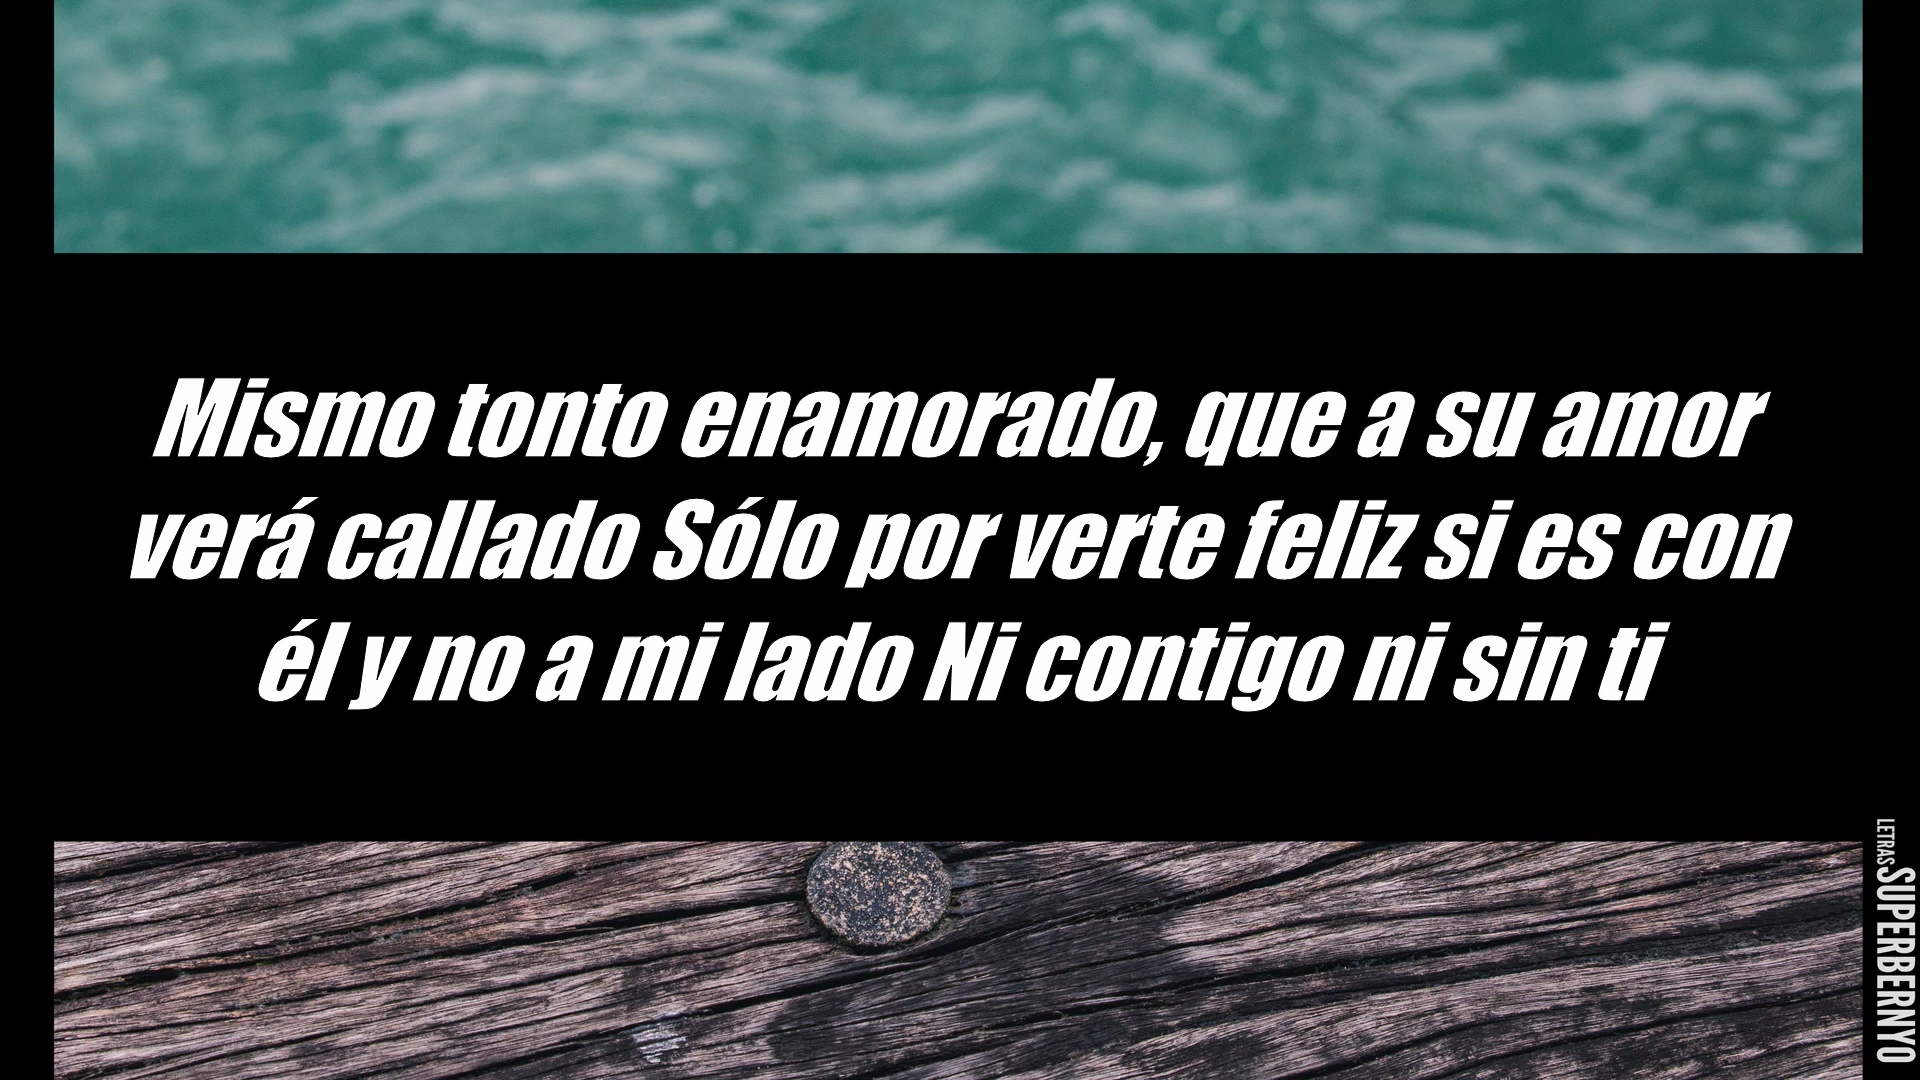 Mismo tonto enamorado, que a su amor
verá callado Sólo por verte feliz si es con
él y no a mi lado Ni contigo ni sin ti
LETRAS SUPERBERNYO